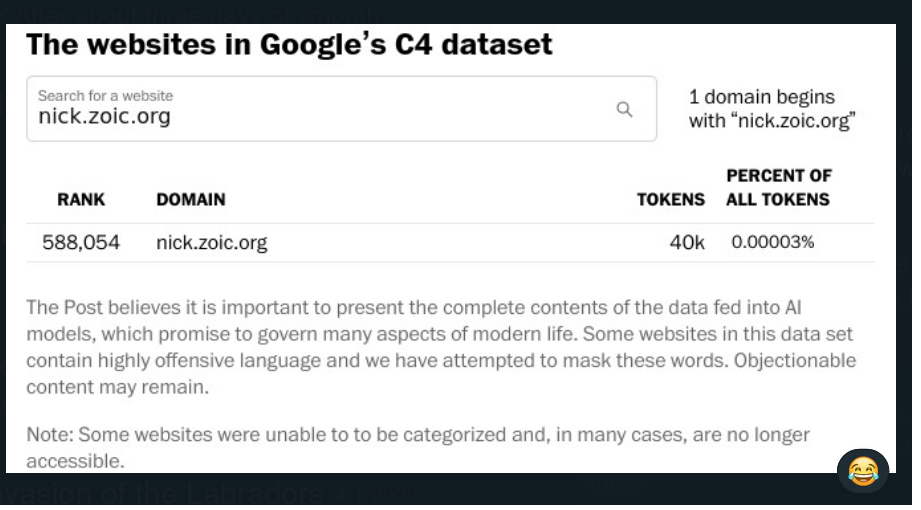 The websites in Google's C4 dataset
Search for a website
nick.zoic.org
1 domain begins
with “nick.zoic.org”
RANK DOMAIN TOKENS PERCENT OF ALL TOKENS
588,054 nick.zoic.org 40k 0.00003%
The Post believes it is important to present the complete contents of the data fed into AI
models, which promise to govern many aspects of modern life. Some websites in this data set
contain highly offensive language and we have attempted to mask these words. Objectionable
content may remain.
Note: Some websites were unable to to be categorized and, in many cases, are no longer
accessible.
vasion of the Labradors